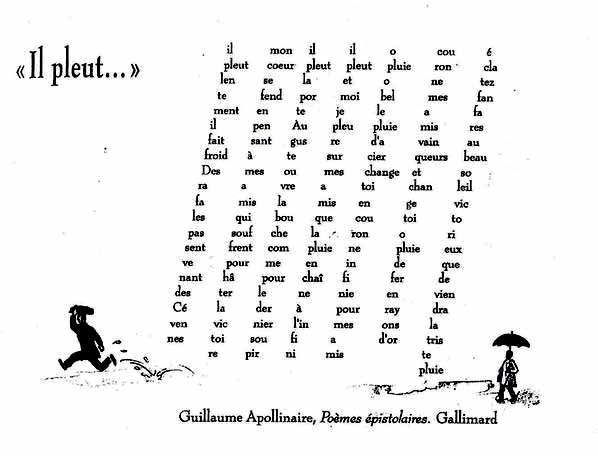 « Il pleut... »
il mon il il o cou é
pleut coeur pleut pleut pluie ron cla
len se la et o ne tez
te fend por moi bel mes fan
ment en te je le a fa
il pen Au pleu pluie mis res
fait sant gus re d'a vain au
froid à te sur cier queurs beau
Des mes ou mes change et so
ra a vre a toi chan leil
fa mis la mis en ge vic
les qui bou que cou toi to
pas souf che la ron o ri
sent frent com pluie ne pluie eux
ve pour me en in de que
nant hâ pour chaî fi fer de
des ter le ne nie en vien
Cé la der à pour ray dra
ven vic nier l'in mes ons la
nes toi sou fi a d'or tris
re pir ni mis te
pluie
Guillaume Apollinaire, Poèmes épistolaires. Gallimard